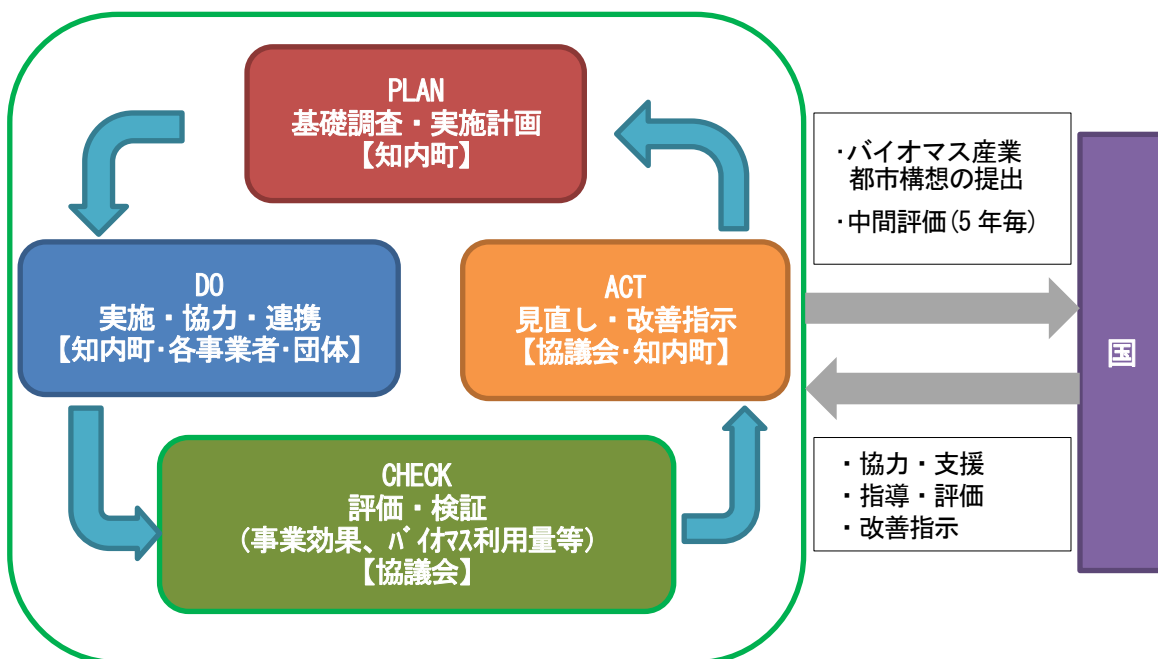 PLAN
基礎調査・実施計画
【知内町】
DO
実施・協力・連携
【知内町・各事業者・団体】
ACT
見直し・改善指示
【協議会・知内町】
CHECK
評価・検証
（事業効果、ﾊﾞｲｵﾏｽ利用量等）
【協議会】
・バイオマス産業
都市構想の提出
・中間評価(5 年毎)
国
・協力・支援
・指導・評価
・改善指示